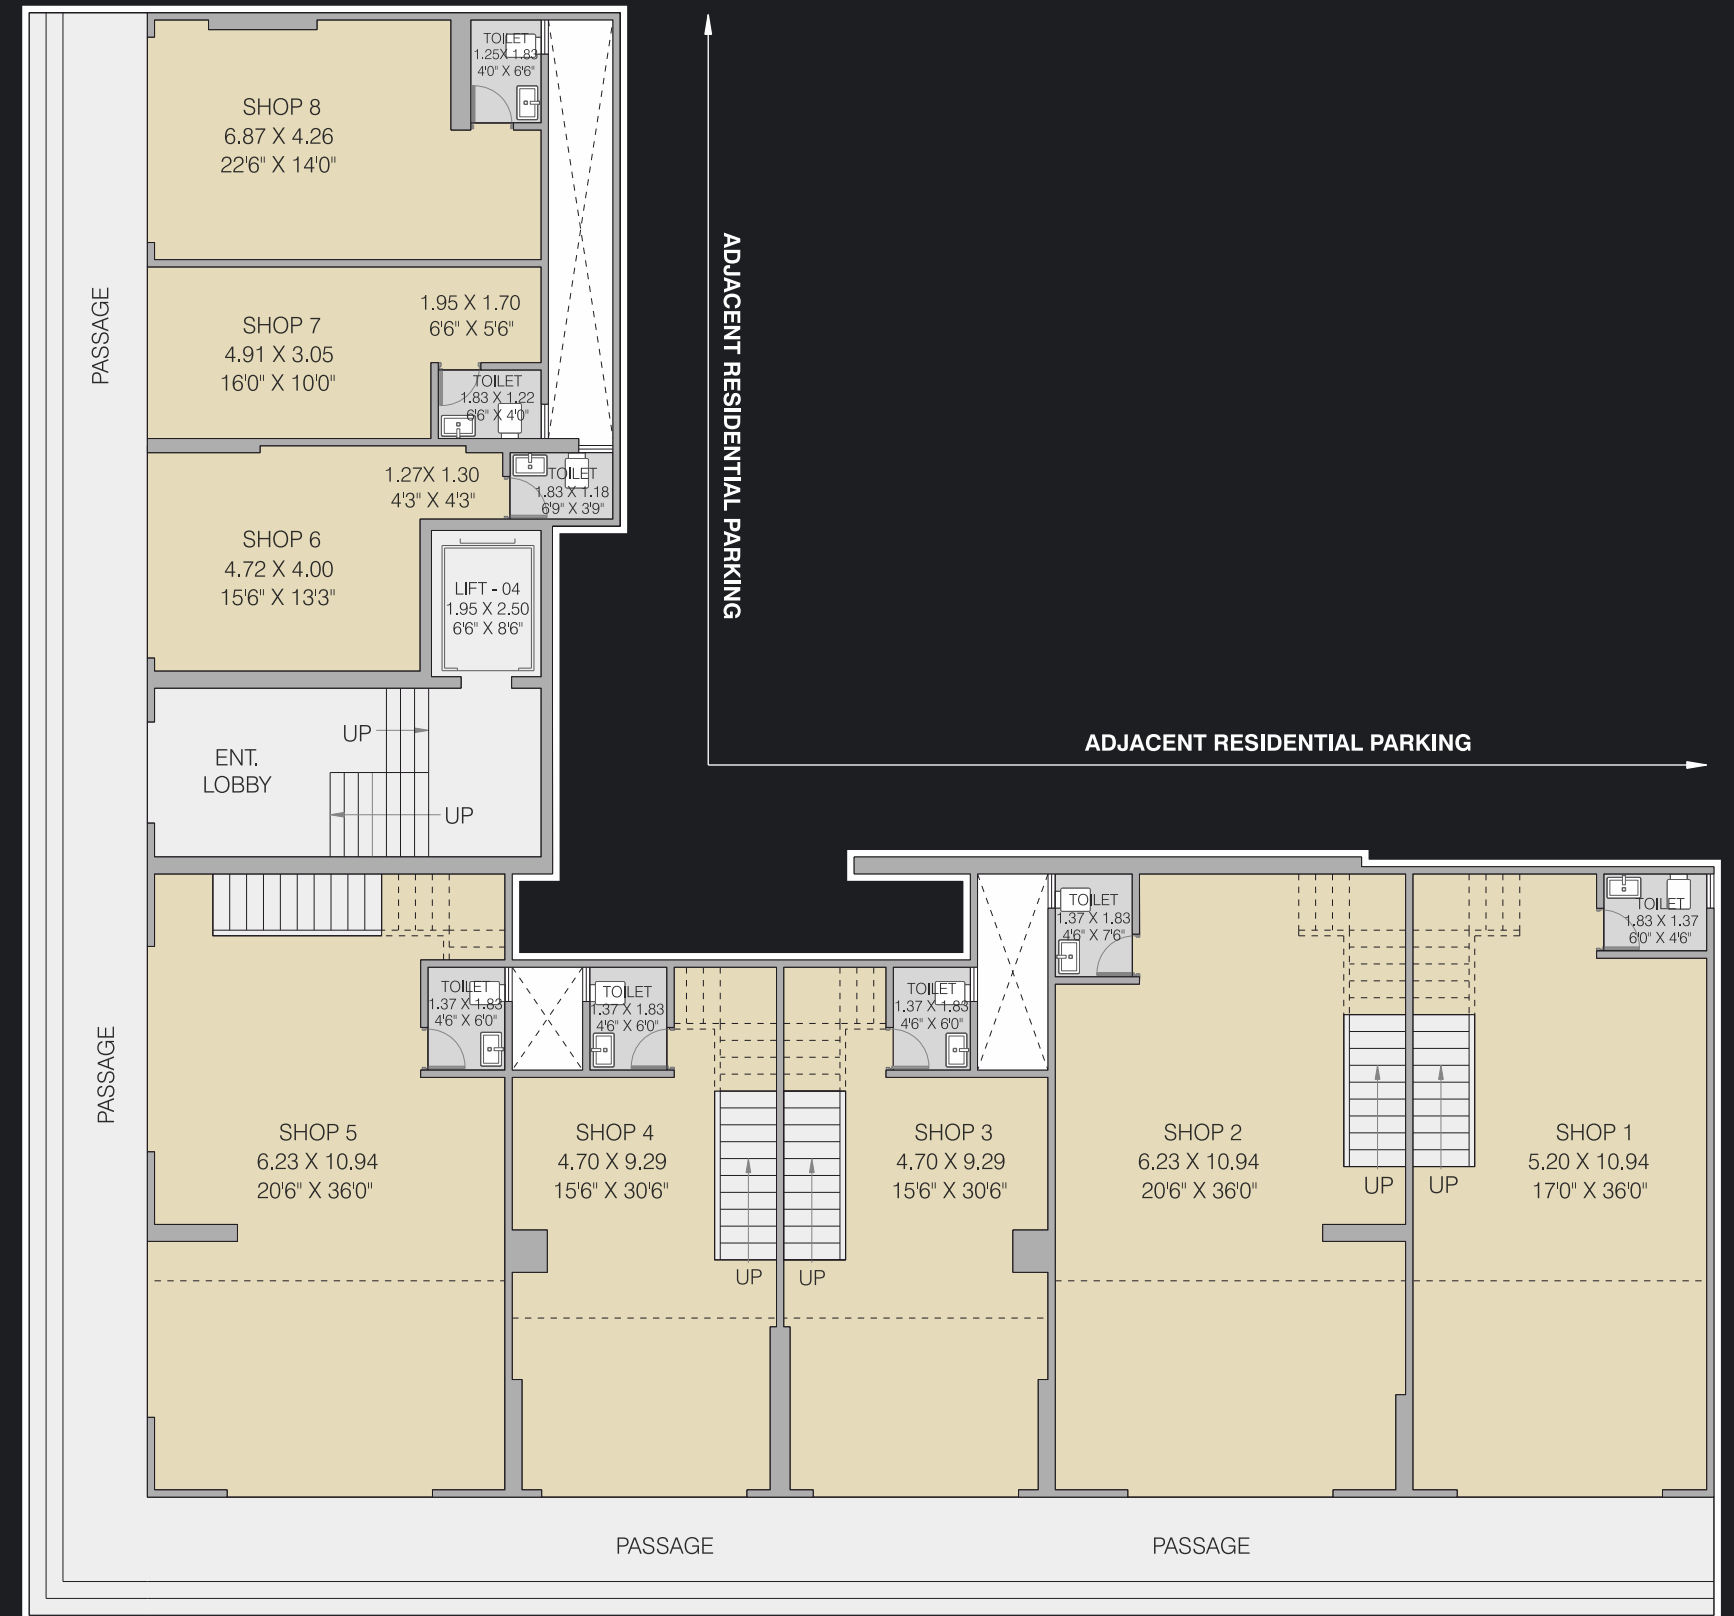 TOILET
1.25X 1.83
4'0" X 6'6"
SHOP 8
6.87 X 4.26
22'6" X 14'0"
PASSAGE
SHOP 7
4.91 X 3.05
16'0" X 10'0"
1.95 X 1.70
6'6" X 5'6"
TOILET
1.83 X 1.22
6'6" X 4'0"
1.27X 1.30
4'3" X 4'3"
TOILET
1.83 X 1.18
6'9" X 3'9"
SHOP 6
4.72 X 4.00
15'6" X 13'3"
LIFT - 04
1.95 X 2.50
6'6" X 8'6"
ADJACENT RESIDENTIAL PARKING
ADJACENT RESIDENTIAL PARKING
UP
ENT.
LOBBY
UP
PASSAGE
TOILET
1.37 X 1.83
4'6" X 6'0"
TOILET
1.37 X 1.83
4'6" X 6'0"
TOILET
1.37 X 1.83
4'6" X 6'0"
TOILET
1.37 X 1.83
4'6" X 7'6"
TOILET
1.83 X 1.37
6'0" X 4'6"
SHOP 5
6.23 X 10.94
20'6" X 36'0"
SHOP 4
4.70 X 9.29
15'6" X 30'6"
UP
UP
SHOP 3
4.70 X 9.29
15'6" X 30'6"
SHOP 2
6.23 X 10.94
20'6" X 36'0"
UP
UP
SHOP 1
5.20 X 10.94
17'0" X 36'0"
PASSAGE
PASSAGE